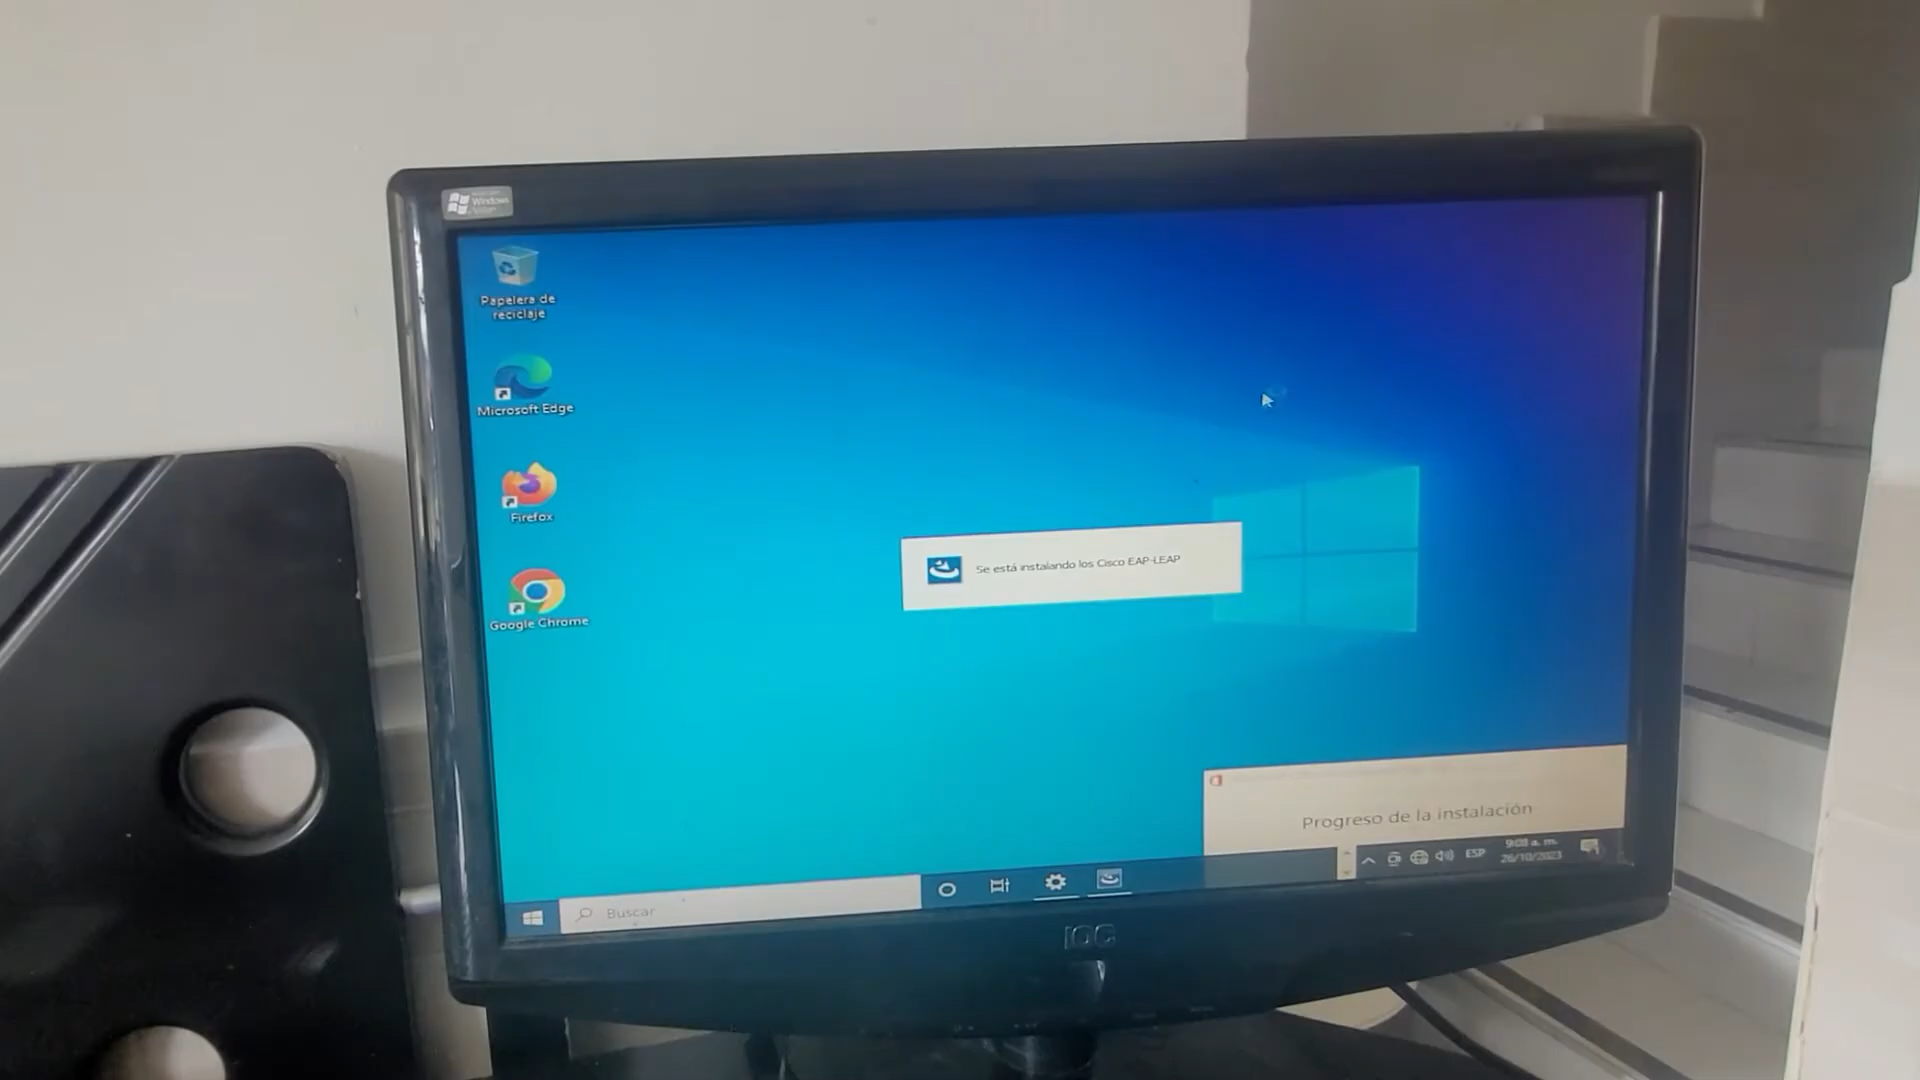 Windows
Papelera de
reciclaje
Microsoft Edge
Firefox
Google Chrome
Se está instalando los Cisco EAP-LEAP
Progreso de la instalación
Buscar
ESP
9:08 a. m.
26/10/2023